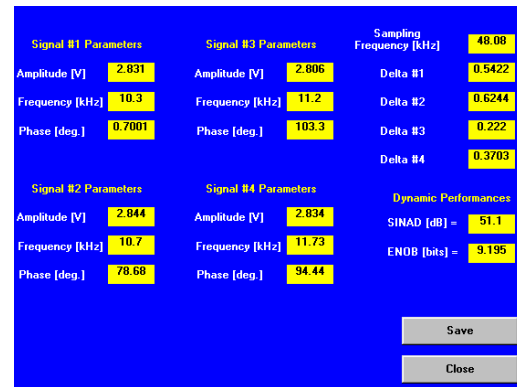 Signal #1 Parameters
Amplitude [V] 2.831
Frequency [kHz] 10.3
Phase [deg.] 0.7001
Signal #3 Parameters
Amplitude [V] 2.806
Frequency [kHz] 11.2
Phase [deg.] 103.3
Sampling
Frequency [kHz] 48.08
Delta #1 0.5422
Delta #2 0.6244
Delta #3 0.222
Delta #4 0.3703
Signal #2 Parameters
Amplitude [V] 2.844
Frequency [kHz] 10.7
Phase [deg.] 78.68
Signal #4 Parameters
Amplitude [V] 2.834
Frequency [kHz] 11.73
Phase [deg.] 94.44
Dynamic Performances
SINAD [dB] = 51.1
ENOB [bits] = 9.195
Save
Close